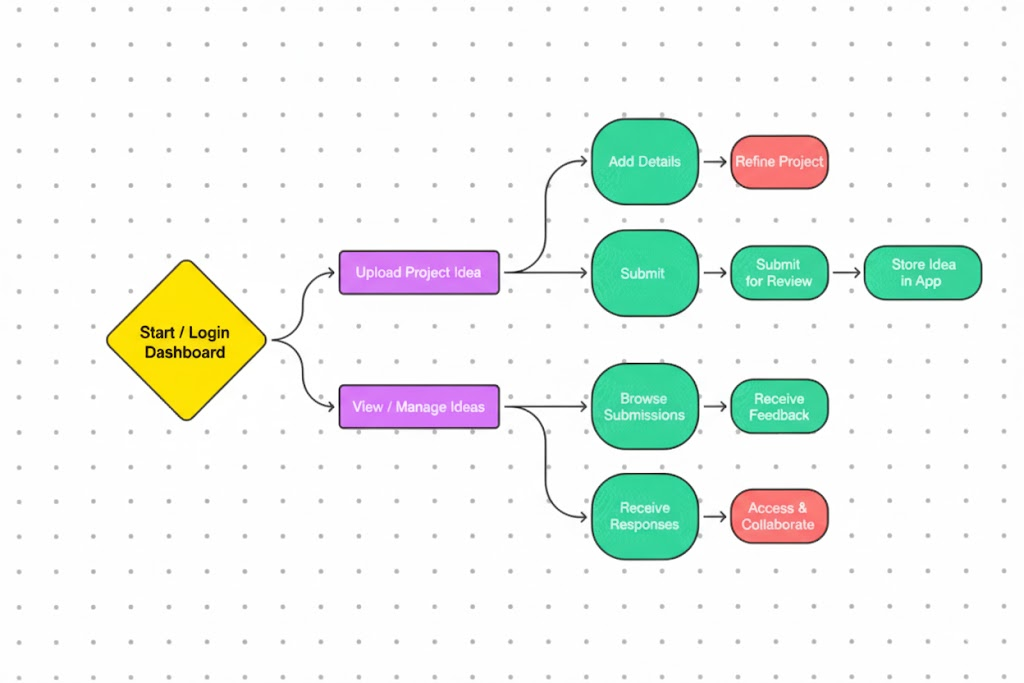 Start / Login
Dashboard
Upload Project Idea
View / Manage Ideas
Add Details
Refine Project
Submit
Submit
for Review
Store Idea
in App
Browse
Submissions
Receive
Feedback
Receive
Responses
Access &
Collaborate